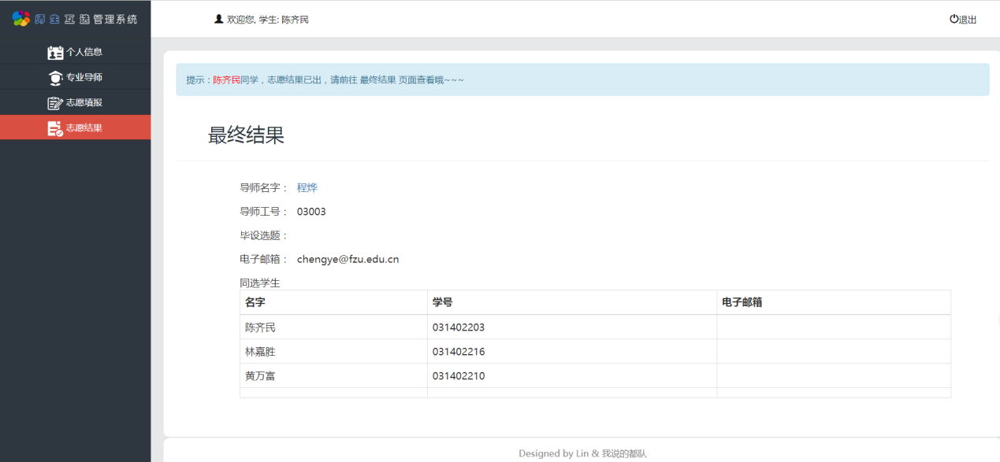 师生互选管理系统
欢迎您, 学生: 陈齐民
退出
个人信息
专业导师
志愿填报
志愿结果
提示：陈齐民同学，志愿结果已出，请前往 最终结果 页面查看哦~~~
最终结果
导师名字： 程烨
导师工号： 03003
毕设选题：
电子邮箱： chengye@fzu.edu.cn
同选学生
名字 学号 电子邮箱
陈齐民 031402203
林嘉胜 031402216
黄万富 031402210
Designed by Lin & 我说的都队